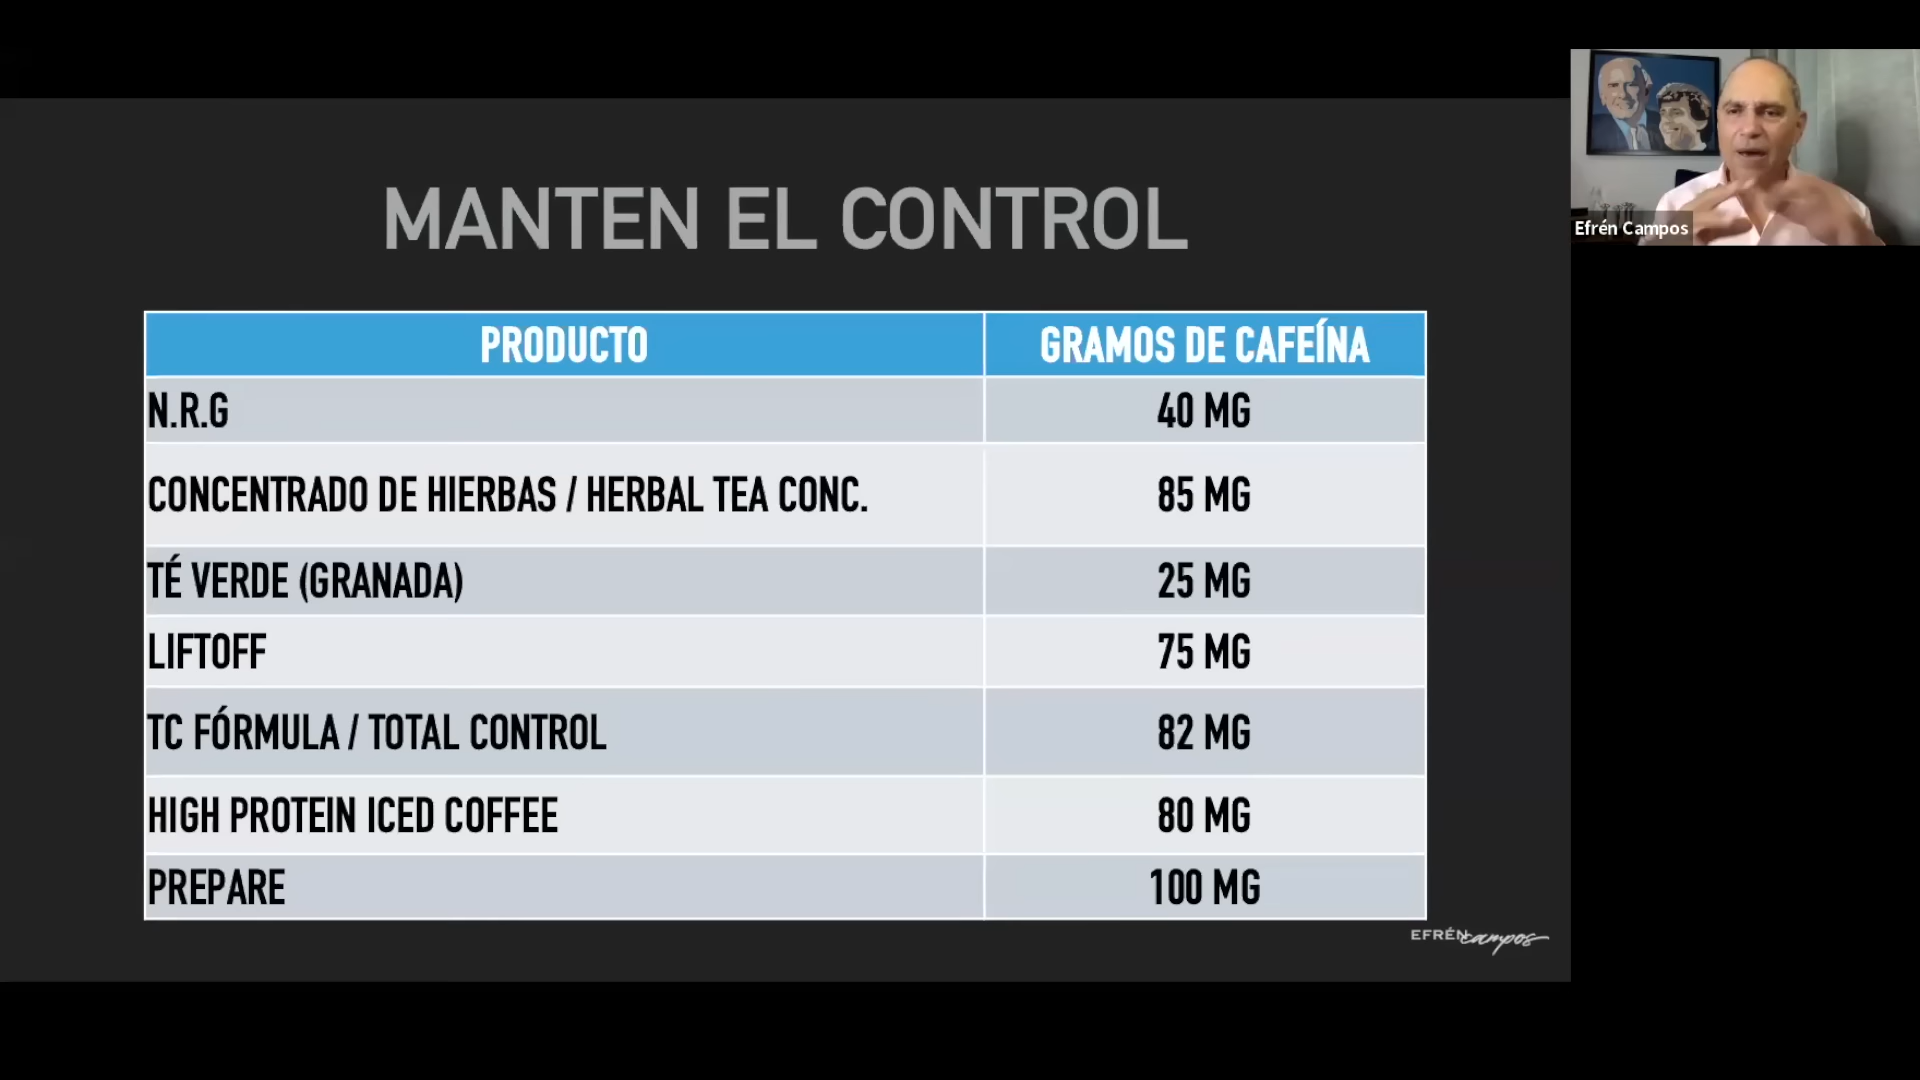 MANTEN EL CONTROL
PRODUCTO GRAMOS DE CAFEÍNA
N.R.G 40 MG
CONCENTRADO DE HIERBAS / HERBAL TEA CONC. 85 MG
TÉ VERDE (GRANADA) 25 MG
LIFTOFF 75 MG
TC FÓRMULA / TOTAL CONTROL 82 MG
HIGH PROTEIN ICED COFFEE 80 MG
PREPARE 100 MG
EFRÉN campos
Efrén Campos